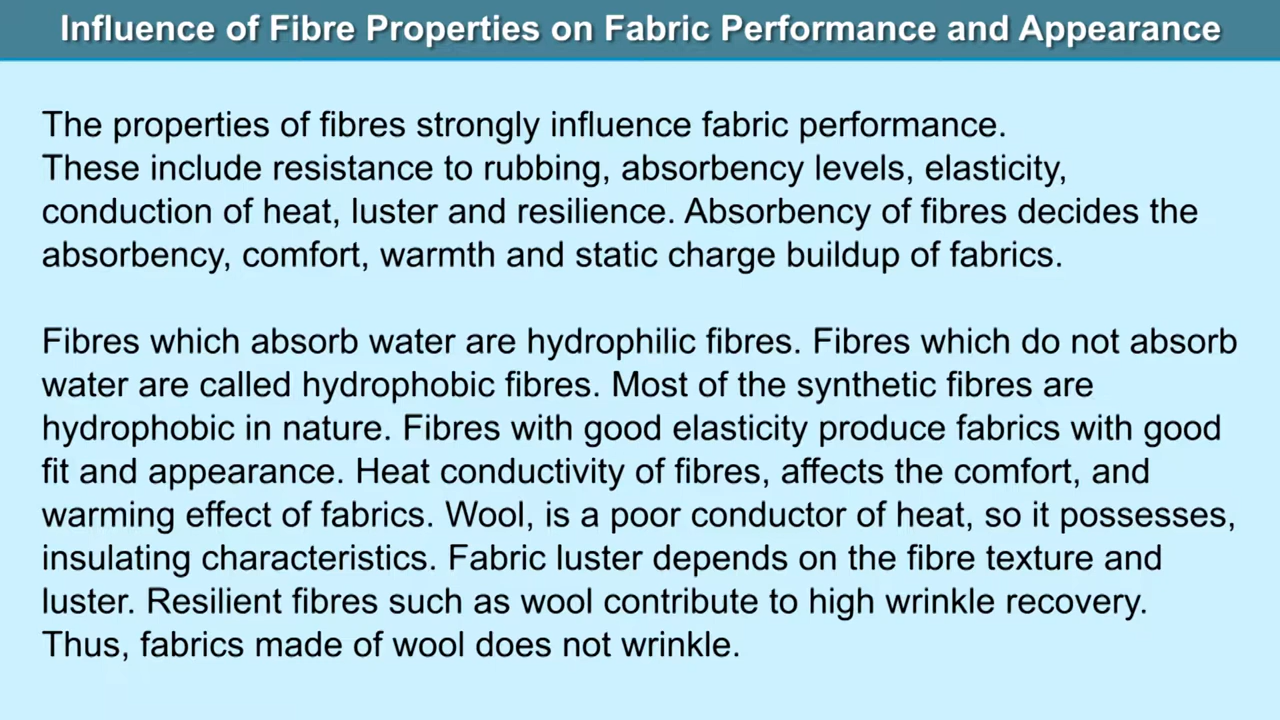 Influence of Fibre Properties on Fabric Performance and Appearance
The properties of fibres strongly influence fabric performance.
These include resistance to rubbing, absorbency levels, elasticity,
conduction of heat, luster and resilience. Absorbency of fibres decides the
absorbency, comfort, warmth and static charge buildup of fabrics.
Fibres which absorb water are hydrophilic fibres. Fibres which do not absorb
water are called hydrophobic fibres. Most of the synthetic fibres are
hydrophobic in nature. Fibres with good elasticity produce fabrics with good
fit and appearance. Heat conductivity of fibres, affects the comfort, and
warming effect of fabrics. Wool, is a poor conductor of heat, so it possesses,
insulating characteristics. Fabric luster depends on the fibre texture and
luster. Resilient fibres such as wool contribute to high wrinkle recovery.
Thus, fabrics made of wool does not wrinkle.